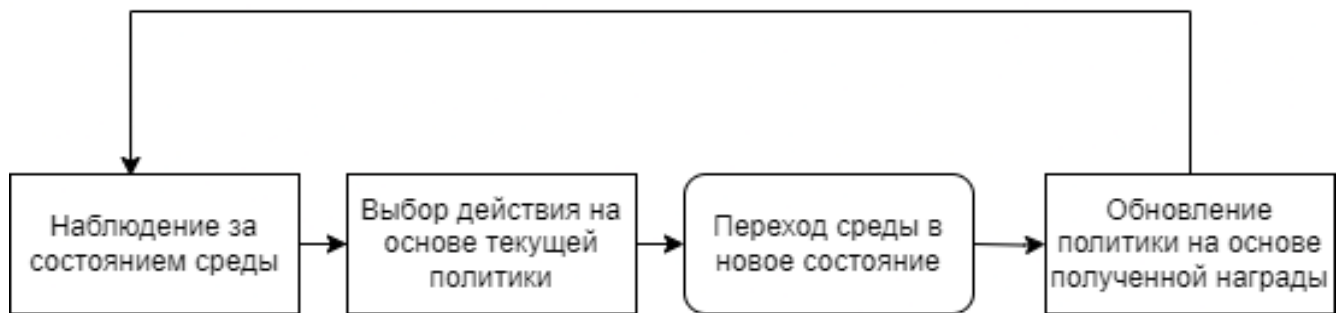 Наблюдение за
состоянием среды
Выбор действия на
основе текущей
политики
Переход среды в
новое состояние
Обновление
политики на основе
полученной награды